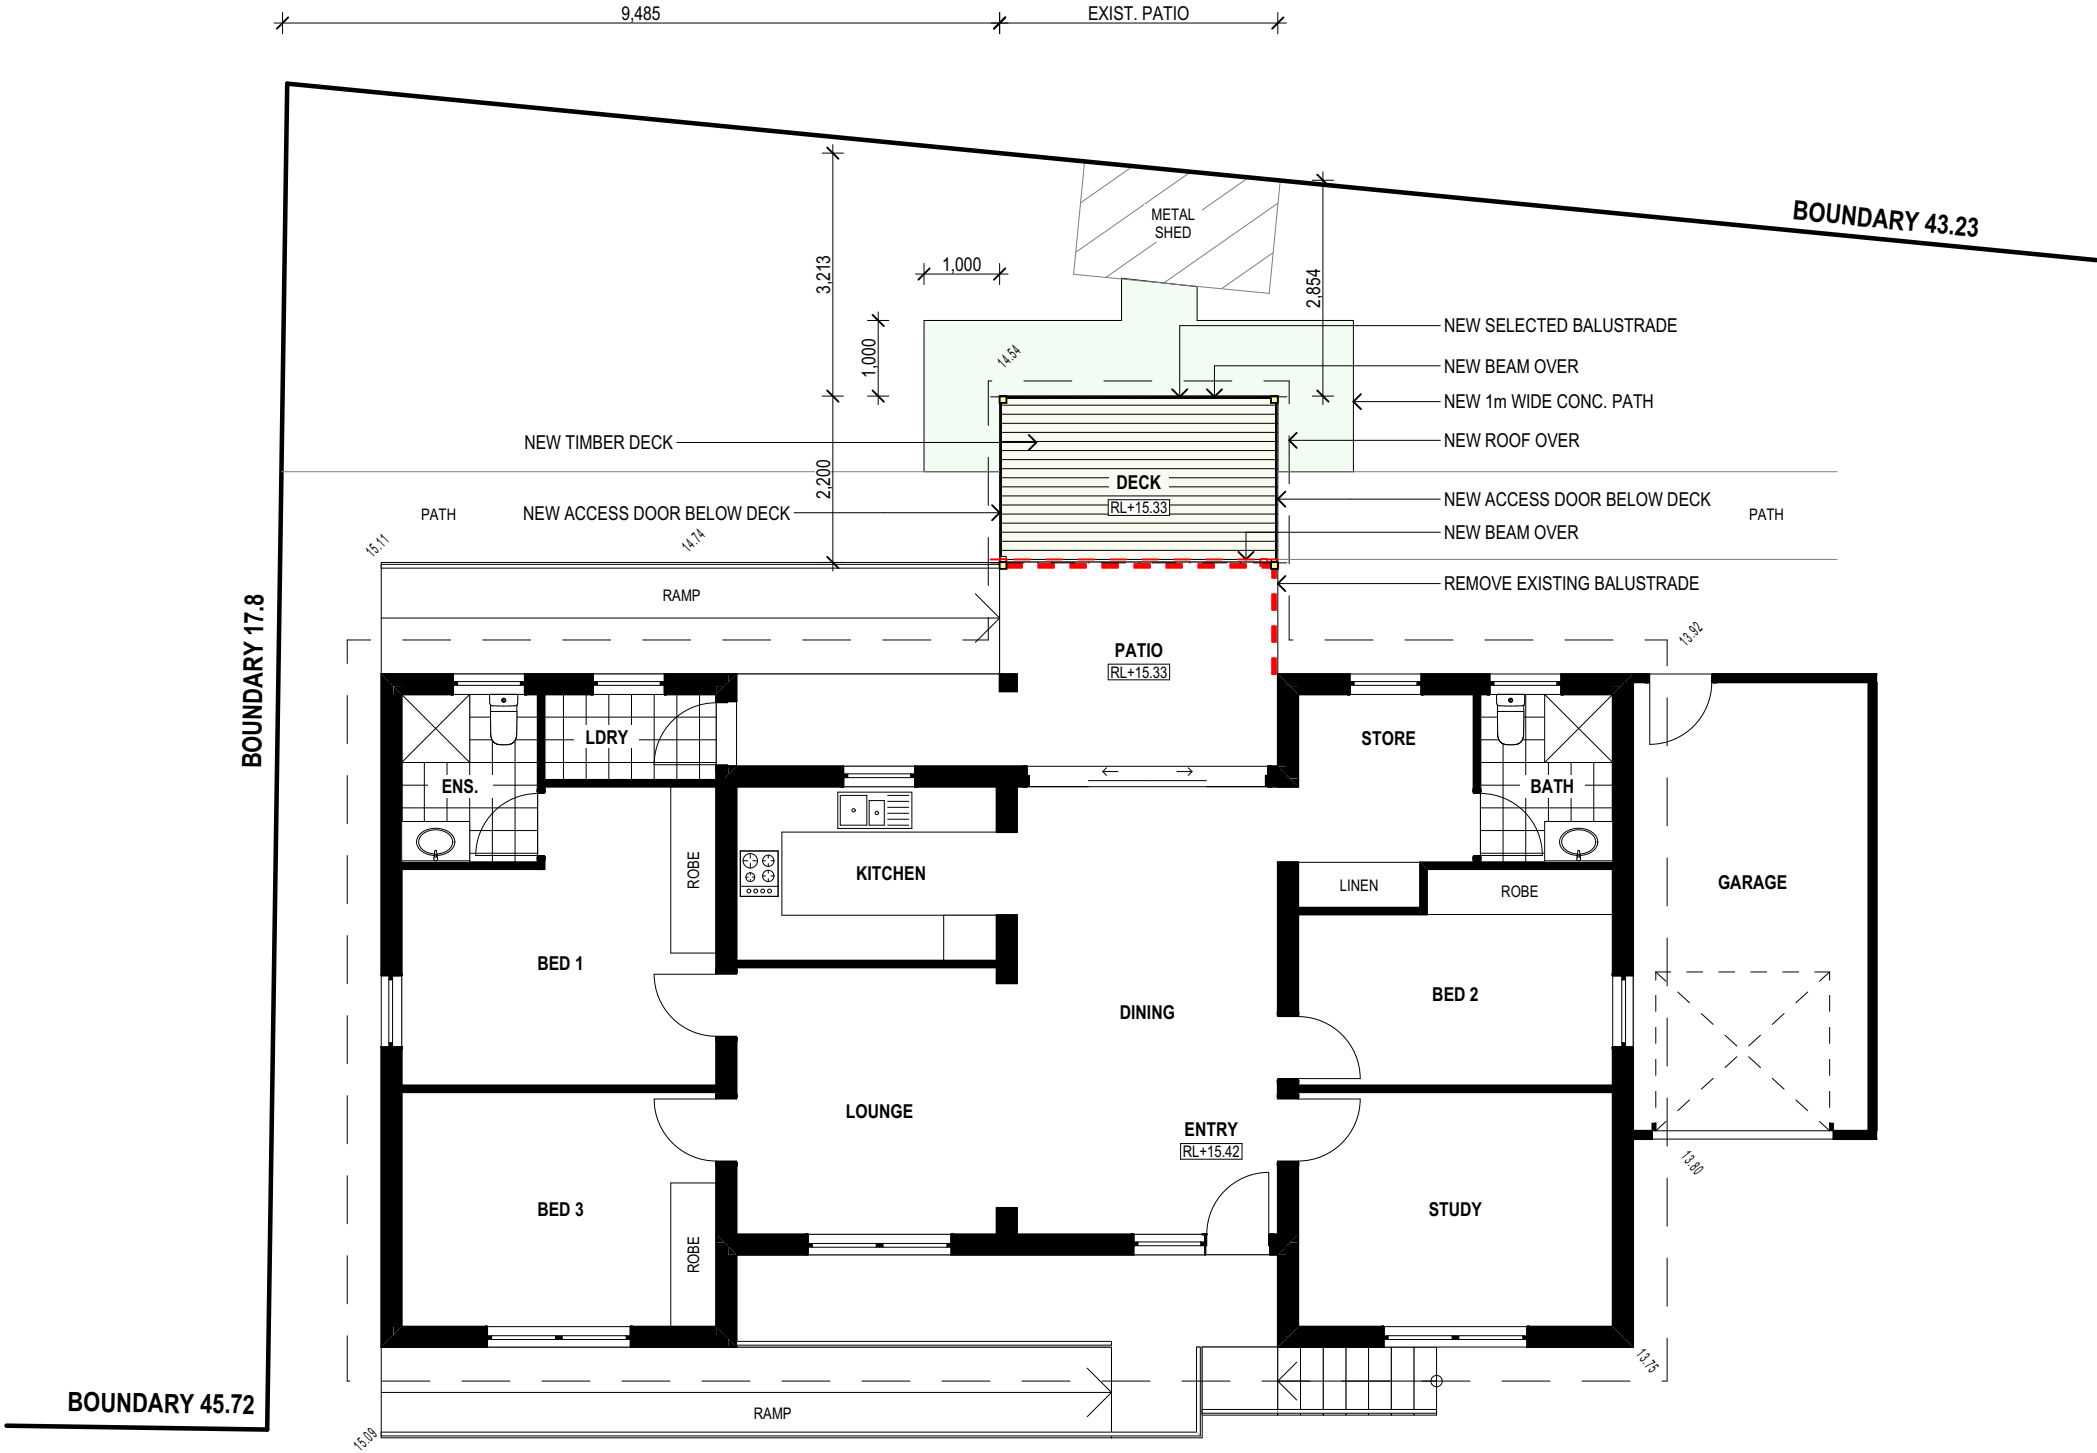 9,485
EXIST. PATIO
BOUNDARY 43.23
METAL
SHED
3,213
1,000
2,854
1,000
14.54
NEW SELECTED BALUSTRADE
NEW BEAM OVER
NEW 1m WIDE CONC. PATH
NEW TIMBER DECK
NEW ROOF OVER
2,200
DECK
RL+15.33
NEW ACCESS DOOR BELOW DECK
NEW ACCESS DOOR BELOW DECK
PATH
PATH
15.11
14.74
NEW BEAM OVER
REMOVE EXISTING BALUSTRADE
RAMP
BOUNDARY 17.8
PATIO
RL+15.33
13.92
LDRY
STORE
ENS.
BATH
ROBE
KITCHEN
LINEN
ROBE
GARAGE
BED 1
BED 2
DINING
LOUNGE
ENTRY
RL+15.42
13.80
BED 3
STUDY
ROBE
13.75
BOUNDARY 45.72
RAMP
15.09